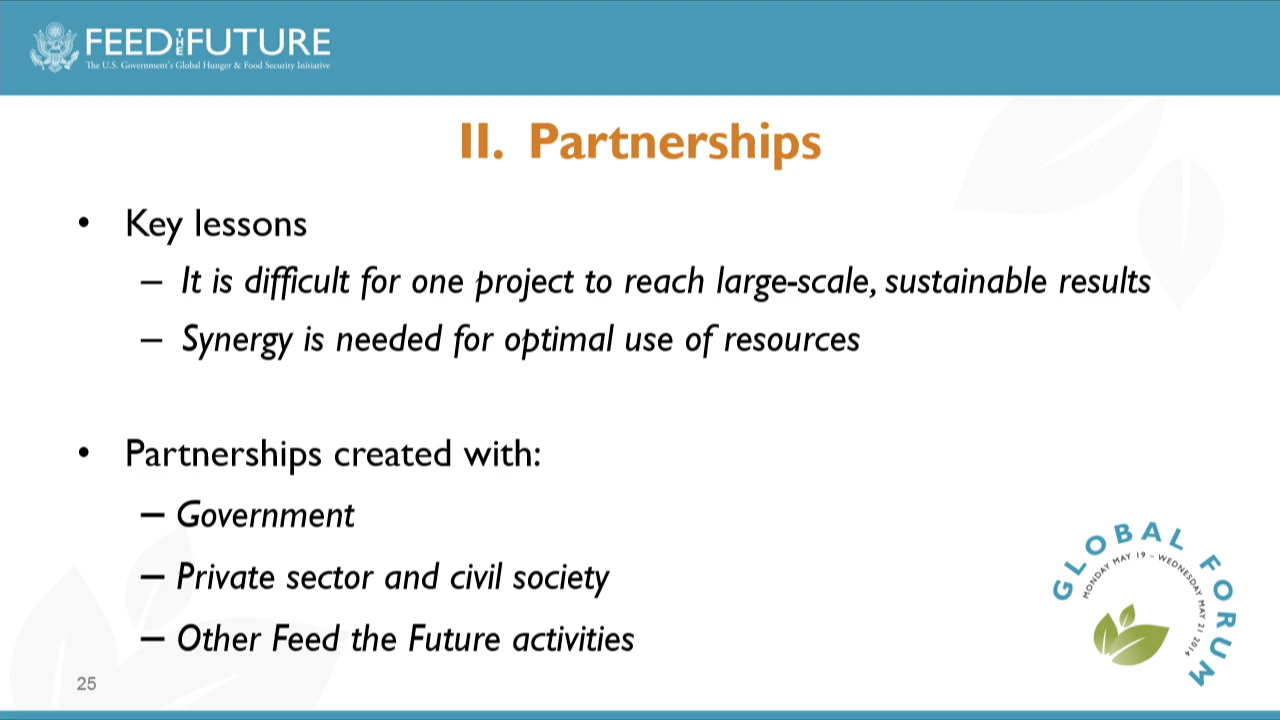 FEED THE FUTURE
The U.S. Government's Global Hunger & Food Security Initiative
II. Partnerships
• Key lessons
– It is difficult for one project to reach large-scale, sustainable results
– Synergy is needed for optimal use of resources
• Partnerships created with:
– Government
– Private sector and civil society
– Other Feed the Future activities
GLOBAL FORUM
MONDAY MAY 19 – WEDNESDAY MAY 21 2014
25